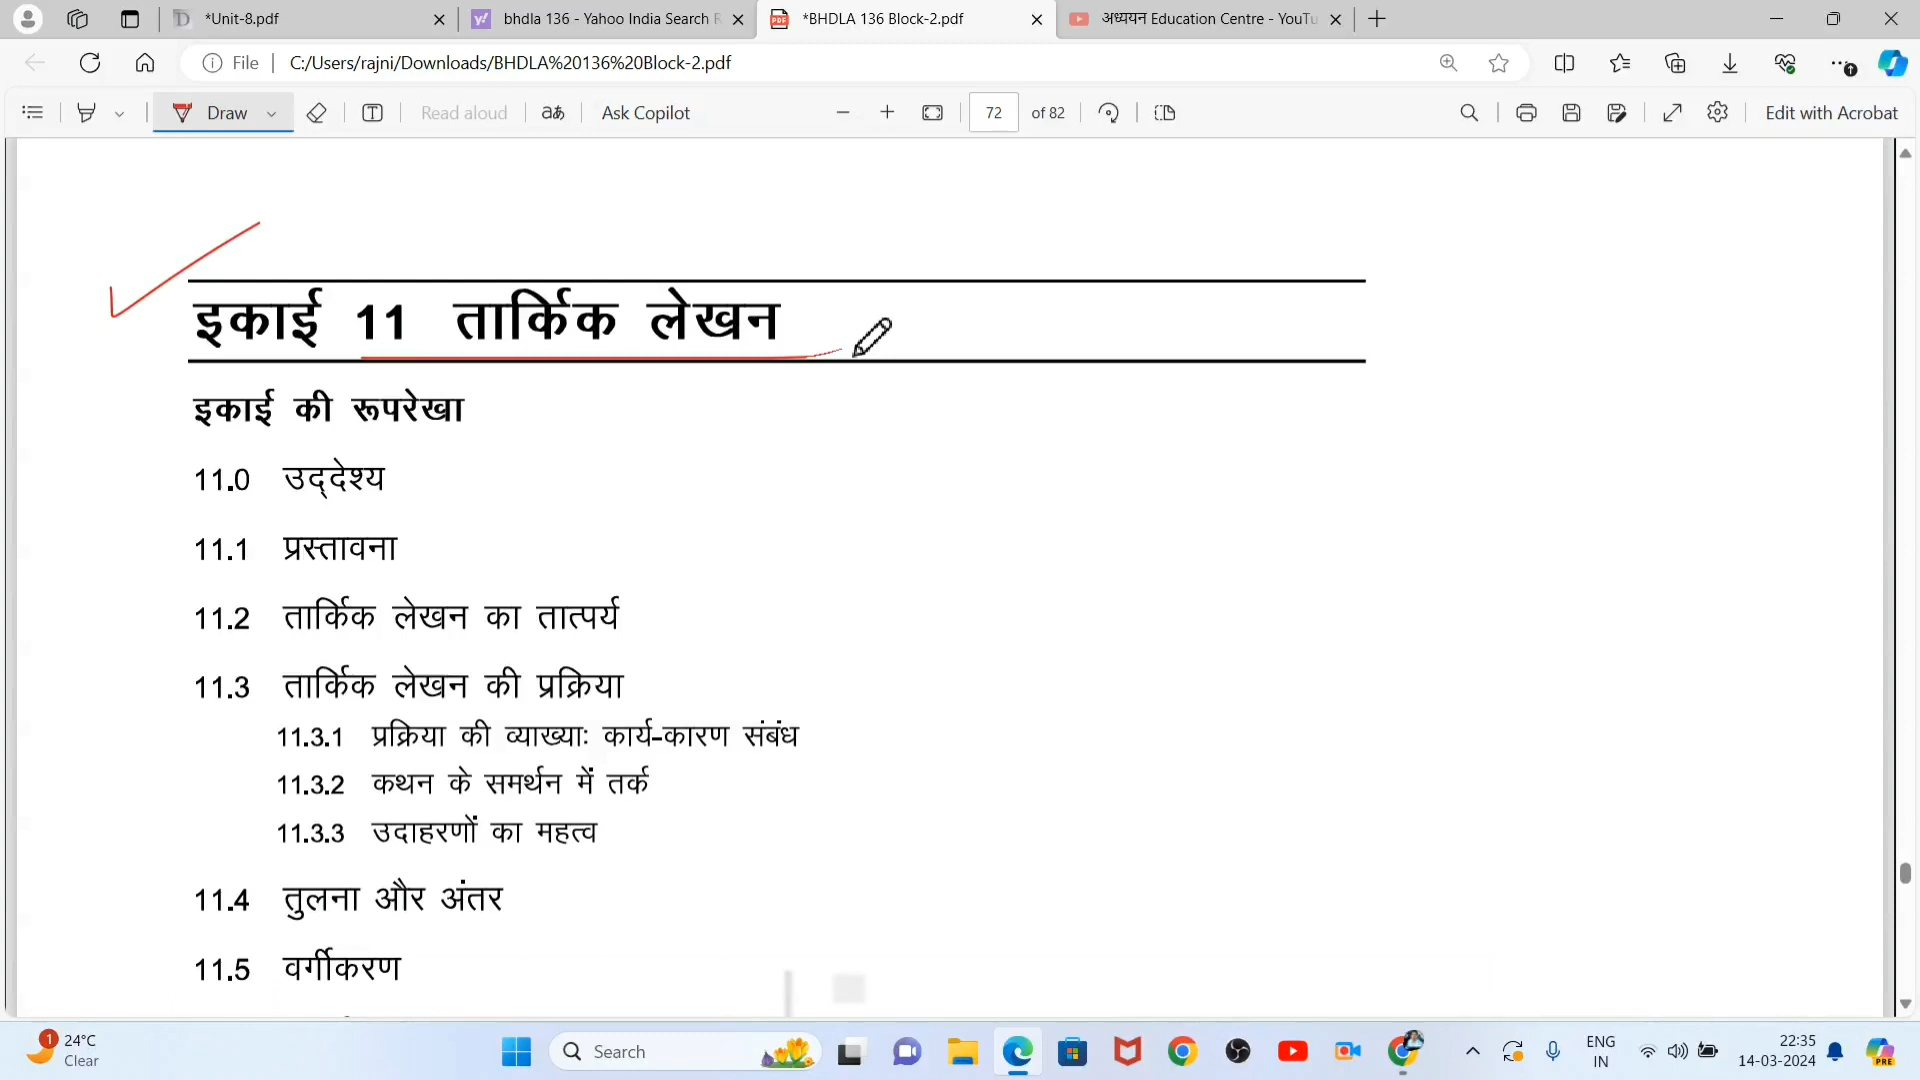 *Unit-8.pdf
bhdla 136 - Yahoo India Search R
*BHDLA 136 Block-2.pdf
अध्ययन Education Centre - YouTu
File
C:/Users/rajni/Downloads/BHDLA%20136%20Block-2.pdf
Draw
Read aloud
aあ
Ask Copilot
72
of 82
Edit with Acrobat
इकाई 11 तार्किक लेखन
इकाई की रूपरेखा
11.0 उद्देश्य
11.1 प्रस्तावना
11.2 तार्किक लेखन का तात्पर्य
11.3 तार्किक लेखन की प्रक्रिया
11.3.1 प्रक्रिया की व्याख्याः कार्य-कारण संबंध
11.3.2 कथन के समर्थन में तर्क
11.3.3 उदाहरणों का महत्व
11.4 तुलना और अंतर
11.5 वर्गीकरण
1
24°C
Clear
Search
ENG
IN
22:35
14-03-2024
PRE